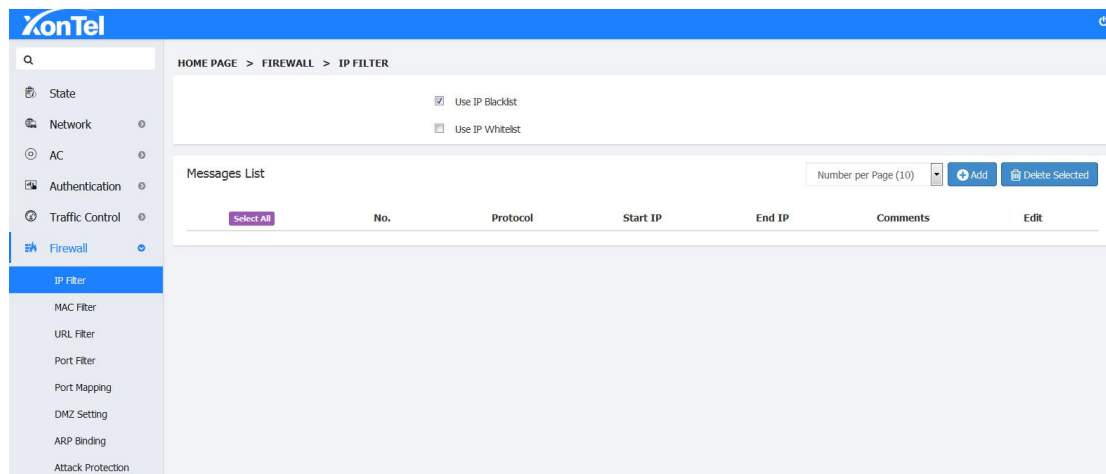 XonTel
HOME PAGE > FIREWALL > IP FILTER
State
Network
AC
Authentication
Traffic Control
Firewall
IP Filter
MAC Filter
URL Filter
Port Filter
Port Mapping
DMZ Setting
ARP Binding
Attack Protection
Use IP Blacklist
Use IP Whitelist
Messages List
Number per Page (10)
Add
Delete Selected
Select All No. Protocol Start IP End IP Comments Edit